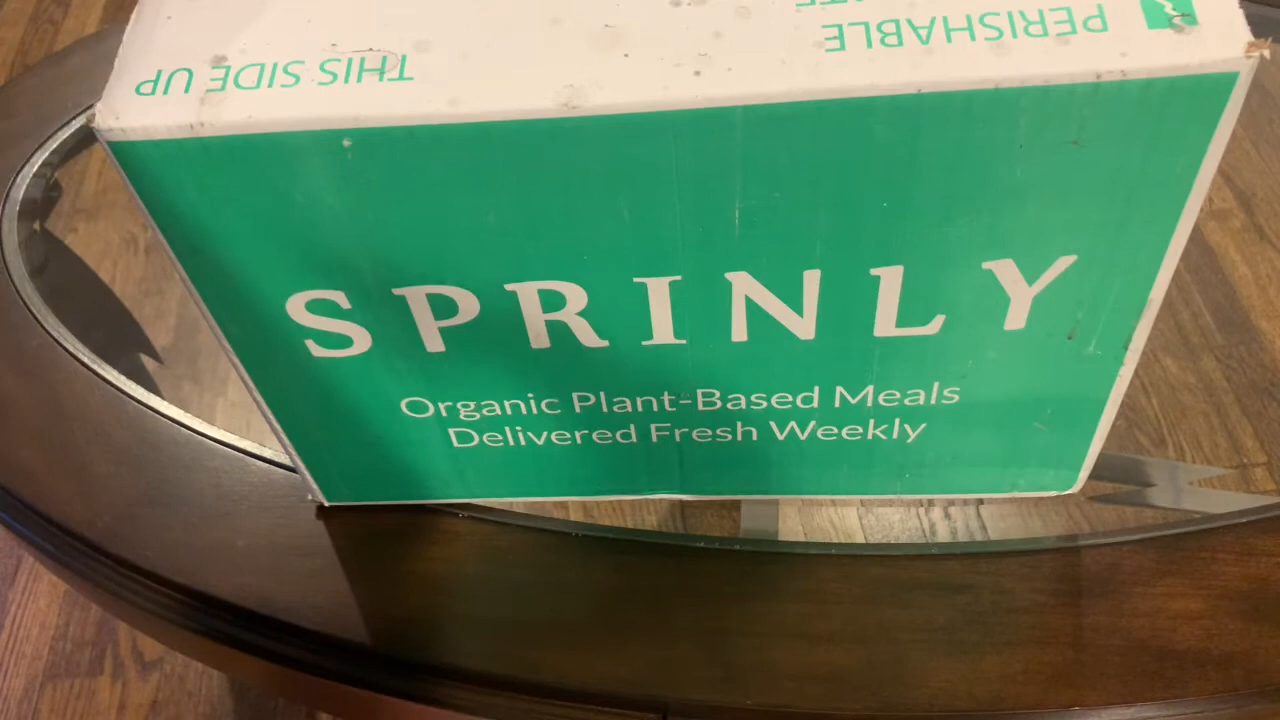 THIS SIDE UP
PERISHABLE
SPRINLY
Organic Plant-Based Meals
Delivered Fresh Weekly